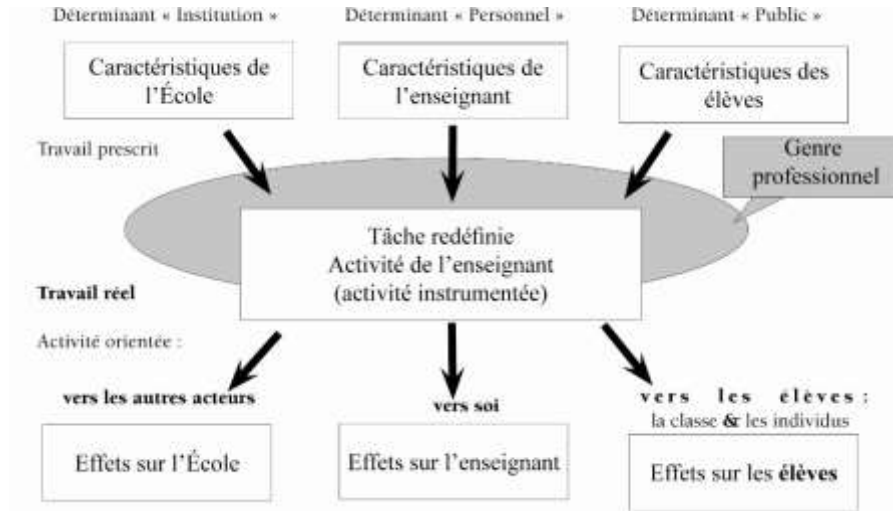 Déterminant « Institution »
Déterminant « Personnel »
Déterminant « Public »
Caractéristiques de
l'École
Caractéristiques de
l'enseignant
Caractéristiques des
élèves
Travail prescrit
Genre
professionnel
Tâche redéfinie
Activité de l'enseignant
(activité instrumentée)
Travail réel
Activité orientée :
vers les autres acteurs
vers soi
vers les élèves :
la classe & les individus
Effets sur l'École
Effets sur l'enseignant
Effets sur les élèves